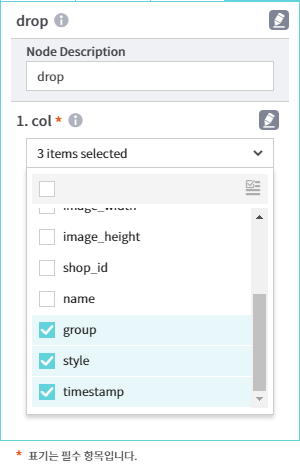 drop
Node Description
drop
1. col *
3 items selected
image_width
image_height
shop_id
name
group
style
timestamp
* 표기는 필수 항목입니다.